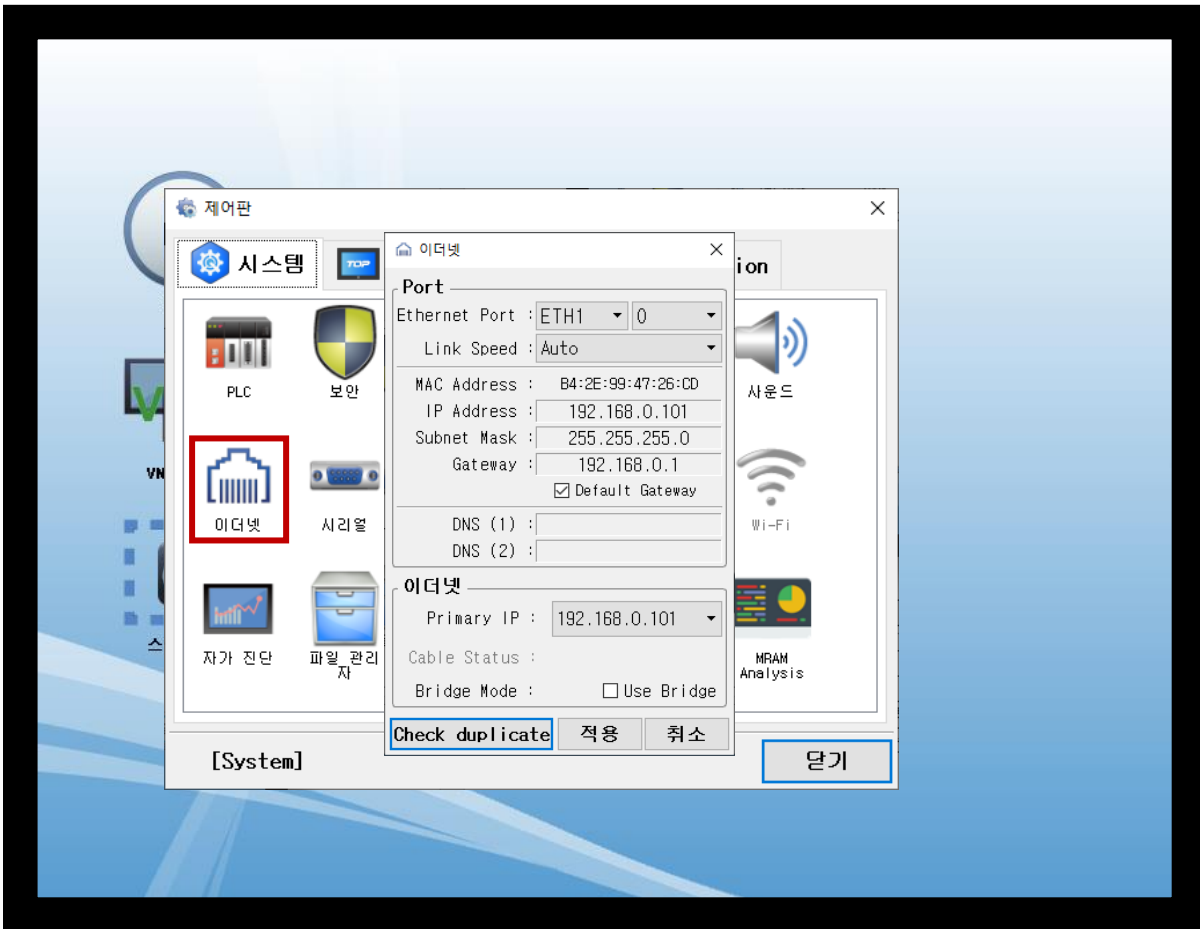 제어판
시스템
TOP
ion
PLC
보안
사운드
VN
이더넷
시리얼
Wi-Fi
스
자가 진단
파일 관리
자
MRAM
Analysis
[System]
닫기
이더넷
Port
Ethernet Port : ETH1 0
Link Speed : Auto
MAC Address : B4:2E:99:47:26:CD
IP Address : 192.168.0.101
Subnet Mask : 255.255.255.0
Gateway : 192.168.0.1
Default Gateway
DNS (1) :
DNS (2) :
이더넷
Primary IP : 192.168.0.101
Cable Status :
Bridge Mode : Use Bridge
Check duplicate 적용 취소